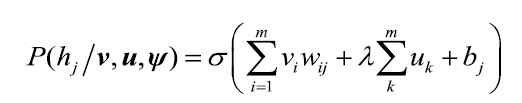 P(h_j/v,u,ψ) = σ(∑_{i=1}^{m} v_i w_{ij} + λ∑_{k}^{m} u_k + b_j)